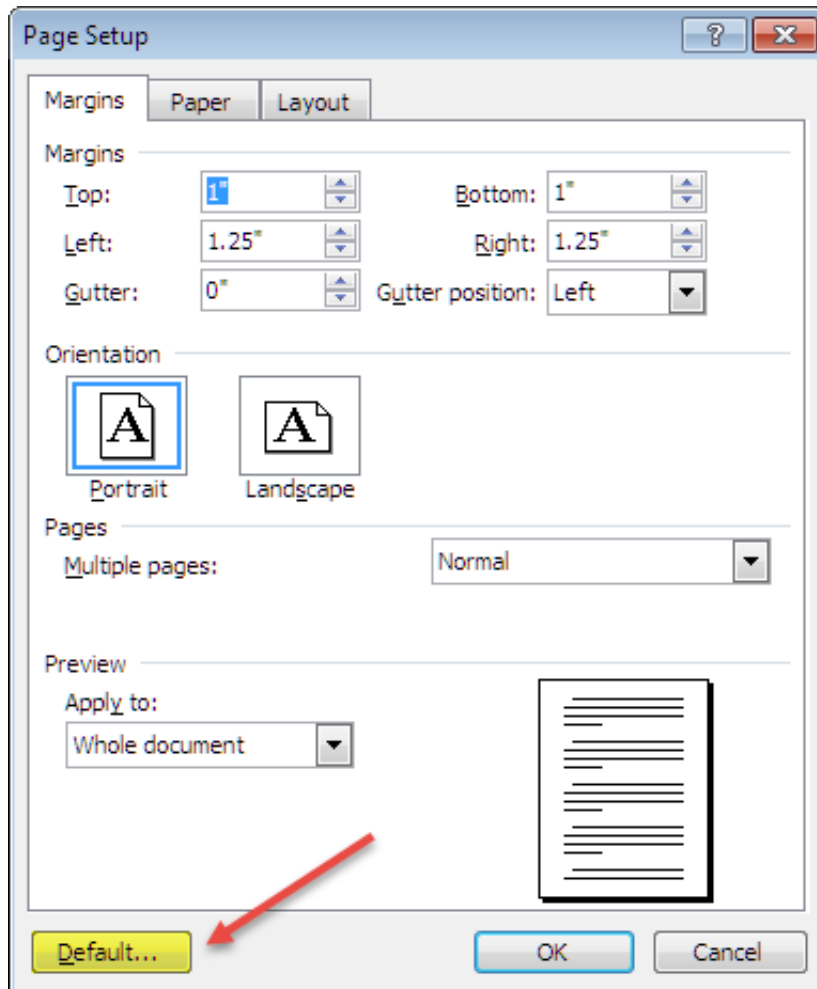 Page Setup ?
Margins Paper Layout
Margins
Top: 1" Bottom: 1"
Left: 1.25" Right: 1.25"
Gutter: 0" Gutter position: Left
Orientation
A A
Portrait Landscape
Pages
Multiple pages: Normal
Preview
Apply to:
Whole document
Default... OK Cancel